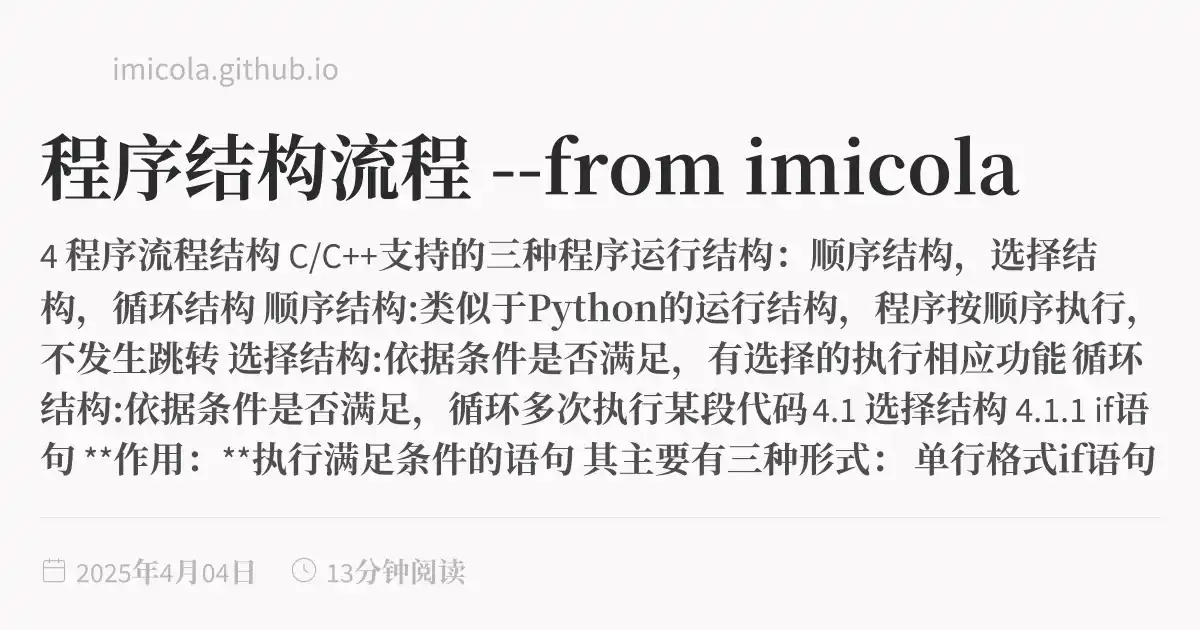 imicola.github.io
程序结构流程 --from imicola
4 程序流程结构 C/C++支持的三种程序运行结构：顺序结构，选择结
构，循环结构 顺序结构:类似于Python的运行结构，程序按顺序执行，
不发生跳转 选择结构:依据条件是否满足，有选择的执行相应功能 循环
结构:依据条件是否满足，循环多次执行某段代码 4.1 选择结构 4.1.1 if语
句 **作用：**执行满足条件的语句 其主要有三种形式： 单行格式if语句
2025年4月04日 13分钟阅读